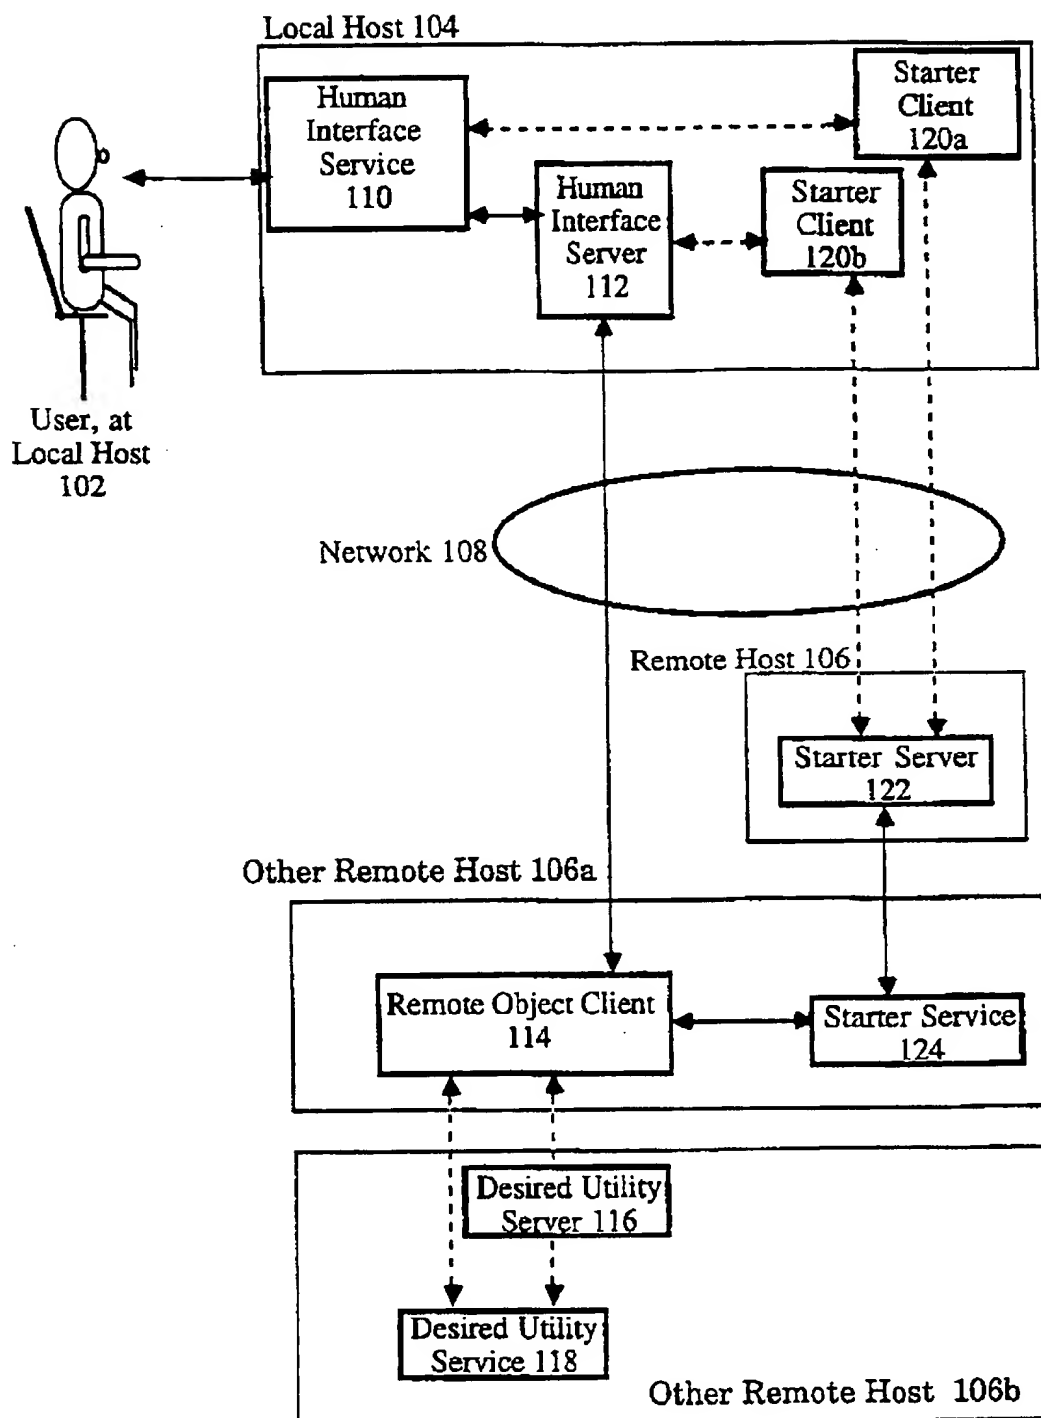 Local Host 104
Human
Interface
Service
110
Starter
Client
120a
Human
Interface
Server
112
Starter
Client
120b
User, at
Local Host
102
Network 108
Remote Host 106
Starter Server
122
Other Remote Host 106a
Remote Object Client
114
Starter Service
124
Desired Utility
Server 116
Desired Utility
Service 118
Other Remote Host 106b